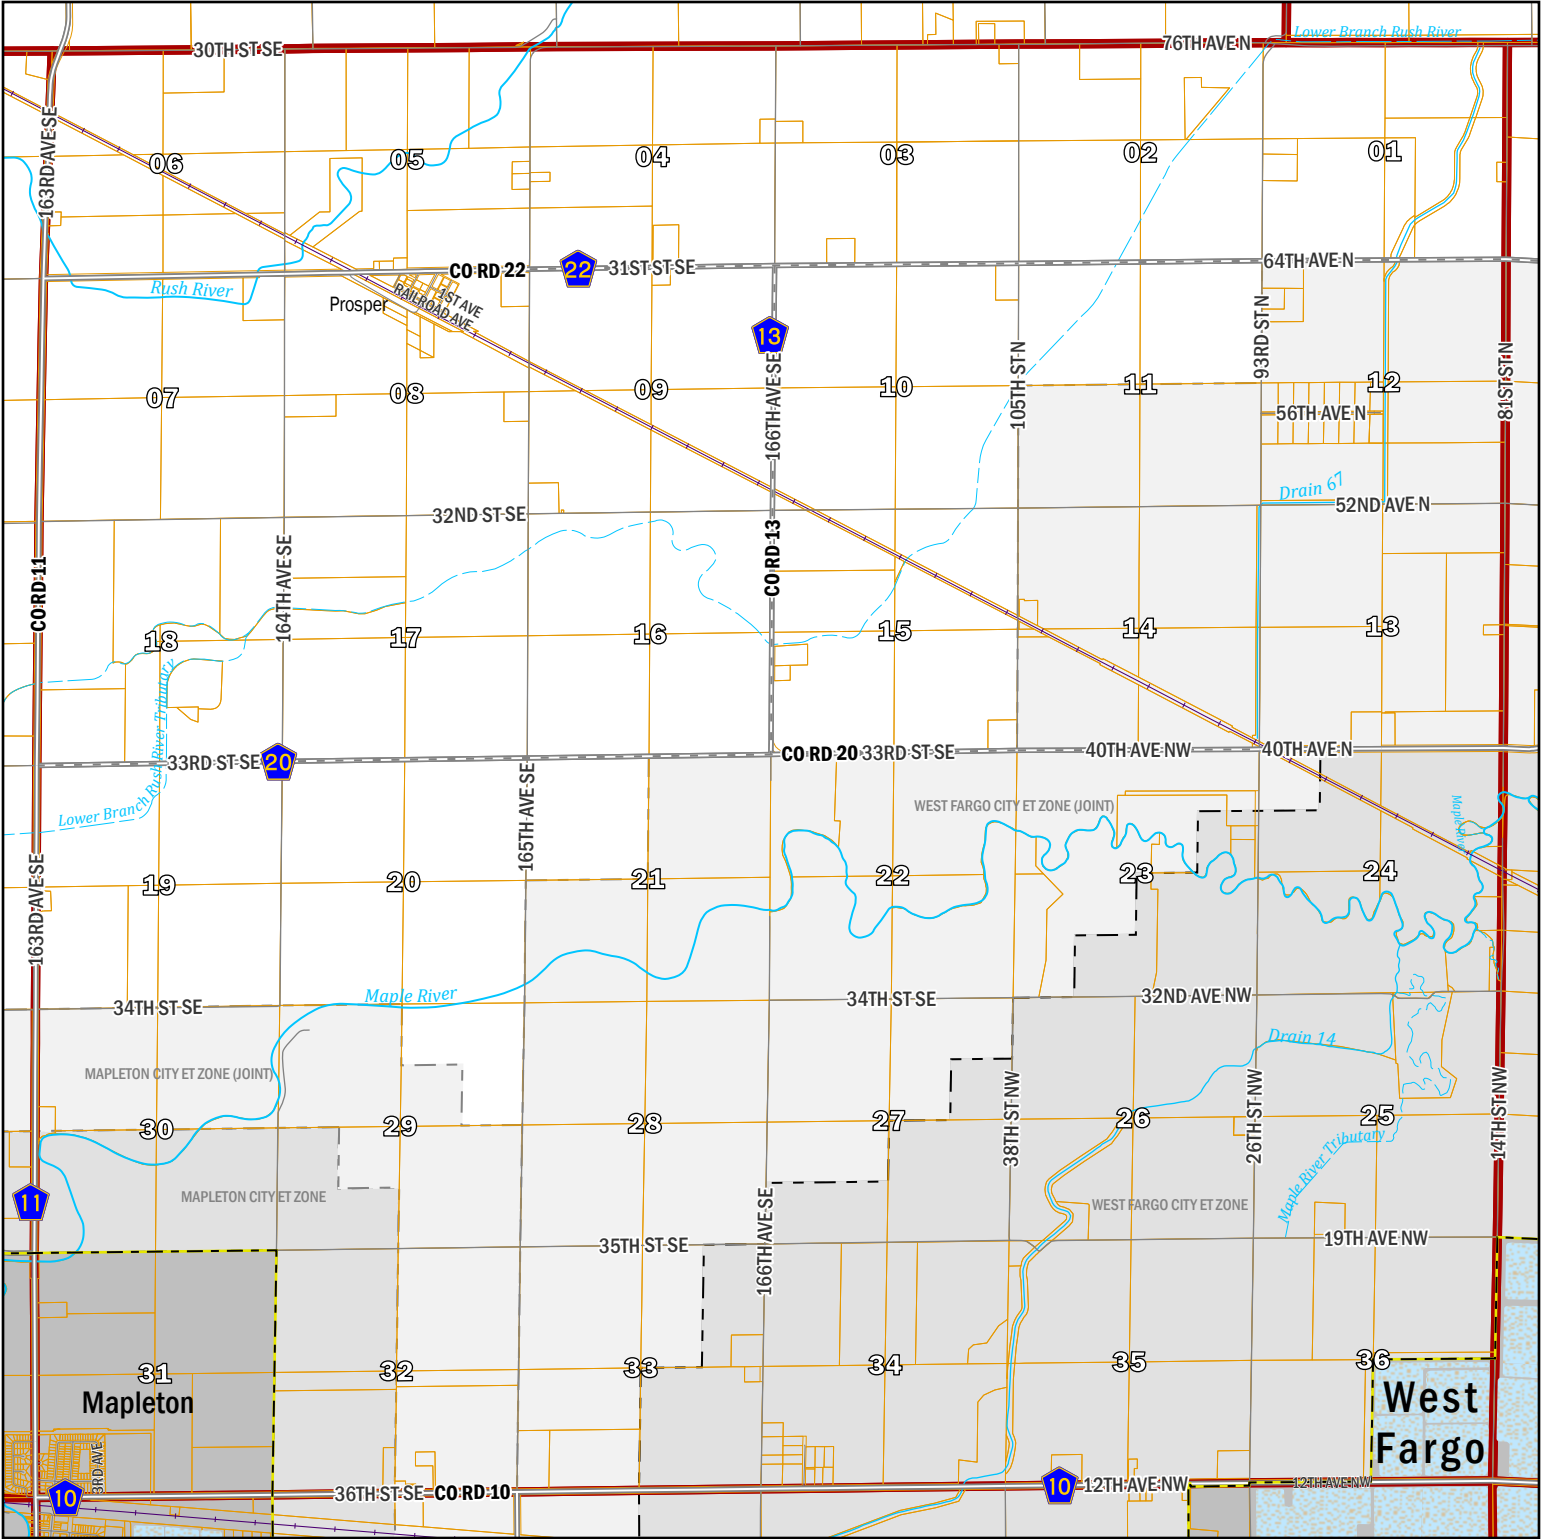 30TH ST SE
76TH AVE N
Lower Branch Rush River
163RD AVE SE
06
05
04
03
02
01
CO RD 22
22
31ST ST SE
64TH AVE N
Rush River
Prosper
1ST AVE
RAILROAD AVE
13
93RD ST N
166TH AVE SE
105TH ST N
81ST ST N
07
08
09
10
11
12
56TH AVE N
Drain 67
52ND AVE N
32ND ST SE
CO RD 13
CO RD 11
164TH AVE SE
18
17
16
15
14
13
Lower Branch Rush River Tributary
33RD ST SE
20
CO RD 20
33RD ST SE
40TH AVE NW
40TH AVE N
165TH AVE SE
WEST FARGO CITY ET ZONE (JOINT)
Maple River
163RD AVE SE
19
20
21
22
23
24
34TH ST SE
Maple River
34TH ST SE
32ND AVE NW
Drain 14
MAPLETON CITY ET ZONE (JOINT)
38TH ST NW
26TH ST NW
14TH ST NW
30
29
28
27
26
25
Maple River Tributary
11
MAPLETON CITY ET ZONE
166TH AVE SE
WEST FARGO CITY ET ZONE
35TH ST SE
19TH AVE NW
31
32
33
34
35
36
Mapleton
West
Fargo
3RD AVE
10
36TH ST SE
CO RD 10
10
12TH AVE NW
12TH AVE NW